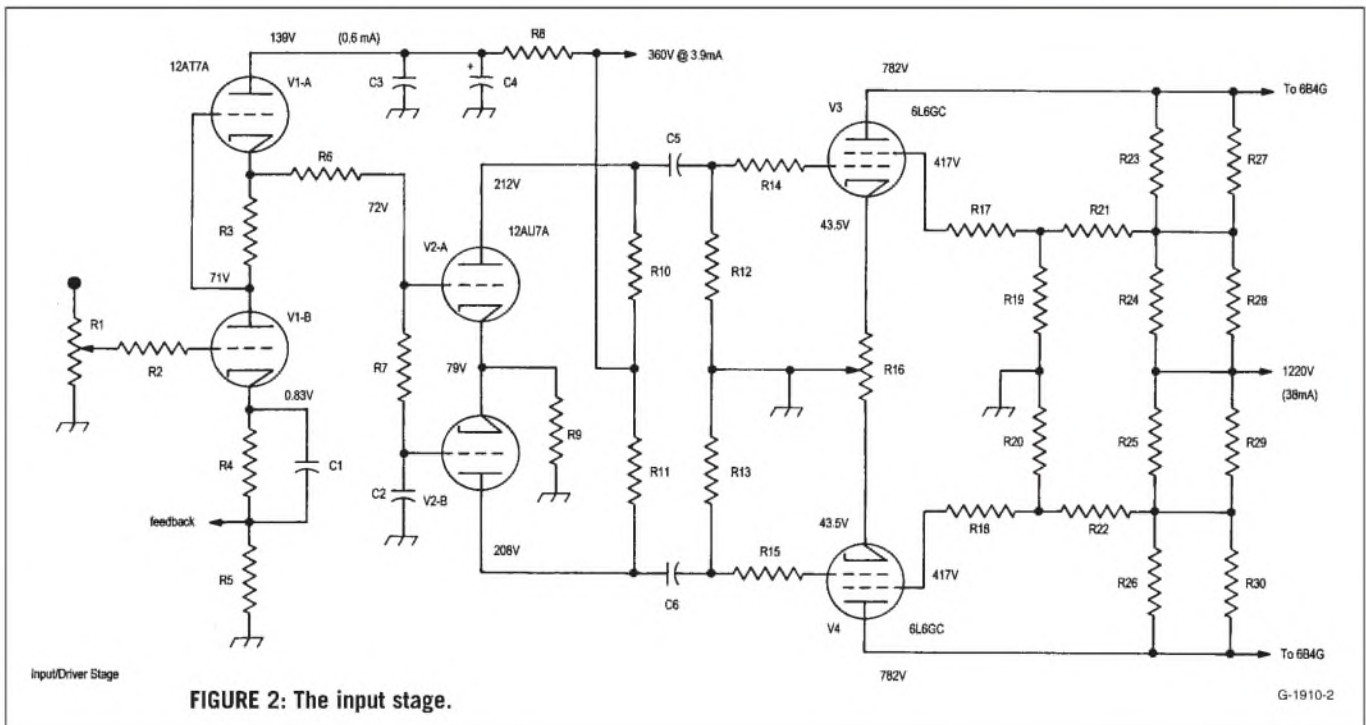 139V (0.6 mA)
R8
360V @ 3.9mA
12AT7A
V1-A
C3
+
C4
782V
To 6B4G
V3
6L6GC
C5
R6
R14
417V
R23
R27
212V
72V
12AU7A
43.5V
R17
R21
R3
V2-A
R10
R12
R19
R24
R28
71V
R1
V1-B
R2
R7
79V
R16
1220V
(38mA)
0.83V
R9
R20
R25
R29
R4
C1
R11
R13
C2
V2-B
43.5V
R18
R22
feedback
208V
R15
417V
R26
R30
R5
C6
V4
6L6GC
To 6B4G
782V
Input/Driver Stage
FIGURE 2: The input stage.
G-1910-2